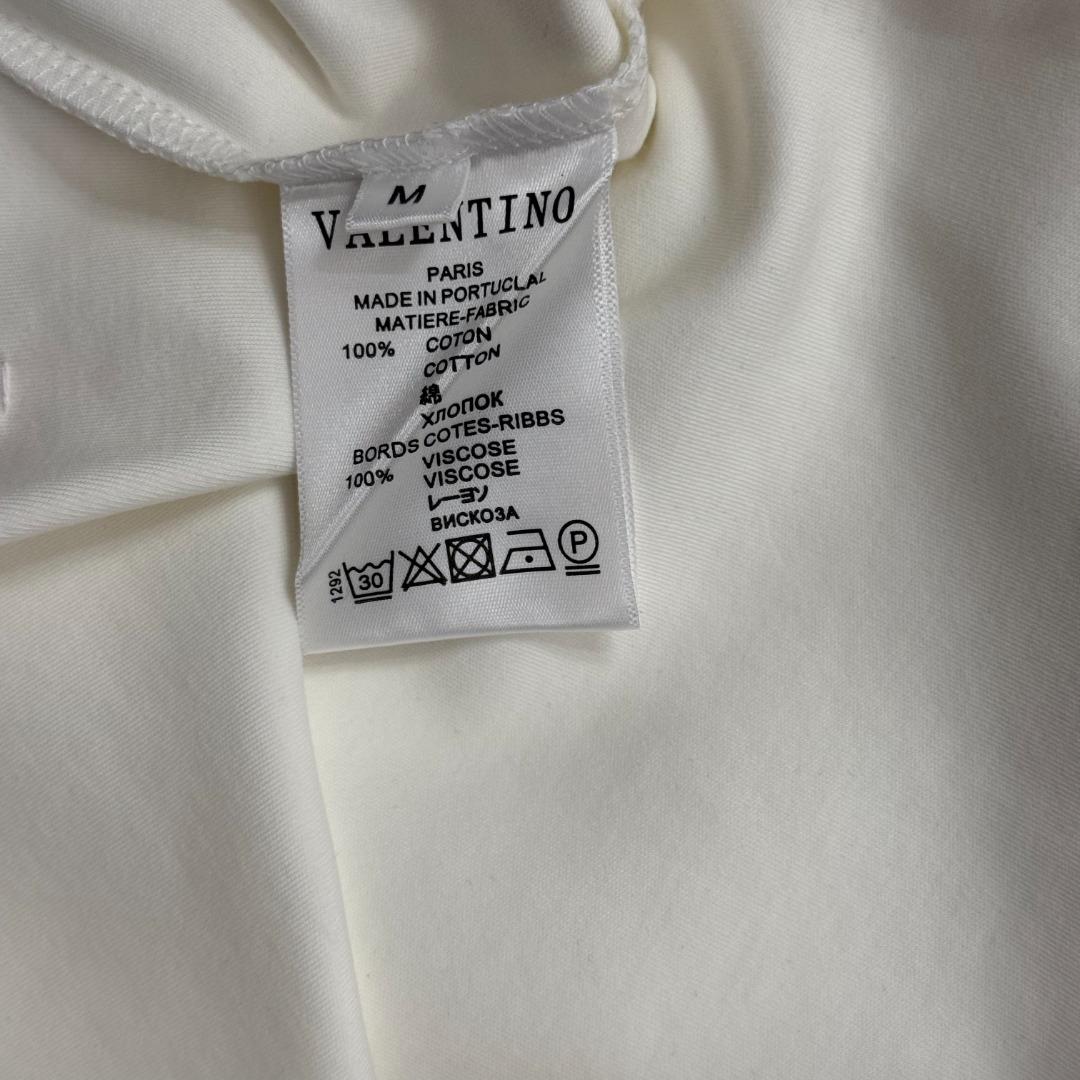 M
VALENTINO
PARIS
MADE IN PORTUCLAL
MATIERE-FABRIC
100% COTON
COTTON
綿
ХЛОПОК
BORDS COTES-RIBBS
100% VISCOSE
VISCOSE
レーヨン
ВИСКОЗА
1292 30 P